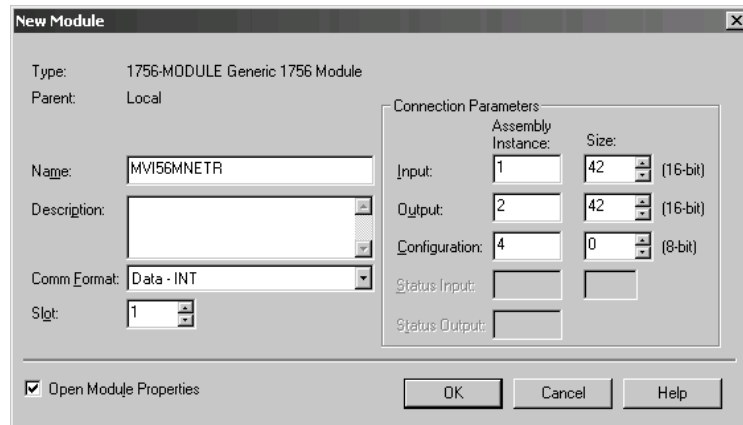 New Module
Type: 1756-MODULE Generic 1756 Module
Parent: Local
Name: MVI56MNETR
Description:
Comm Format: Data - INT
Slot: 1
Connection Parameters
Assembly Instance: Size:
Input: 1 42 (16-bit)
Output: 2 42 (16-bit)
Configuration: 4 0 (8-bit)
Status Input:
Status Output:
Open Module Properties
OK Cancel Help